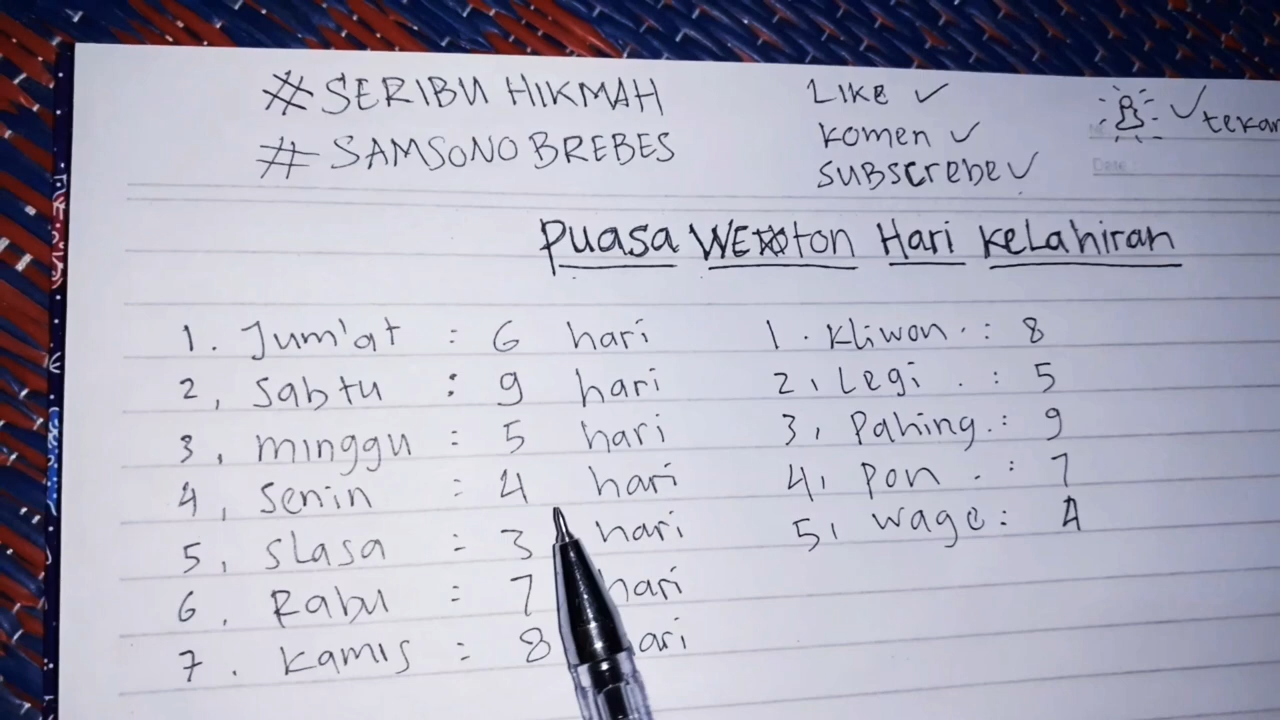 #SERIBU HIKMAH
#SAMSONO BREBES
LIKE ✓
komen ✓
subscrebe ✓
✓ tekan
Date :
Puasa WEton Hari KeLahiran
1. Jum'at : 6 hari
2, Sabtu : 9 hari
3, minggu : 5 hari
4, Senin : 4 hari
5, SLasa : 3 hari
6. Rabu : 7 hari
7. Kamis : 8 hari
1. Kliwon : 8
2, Legi . : 5
3, Pahing. : 9
4, Pon . : 7
5, Wage : 4